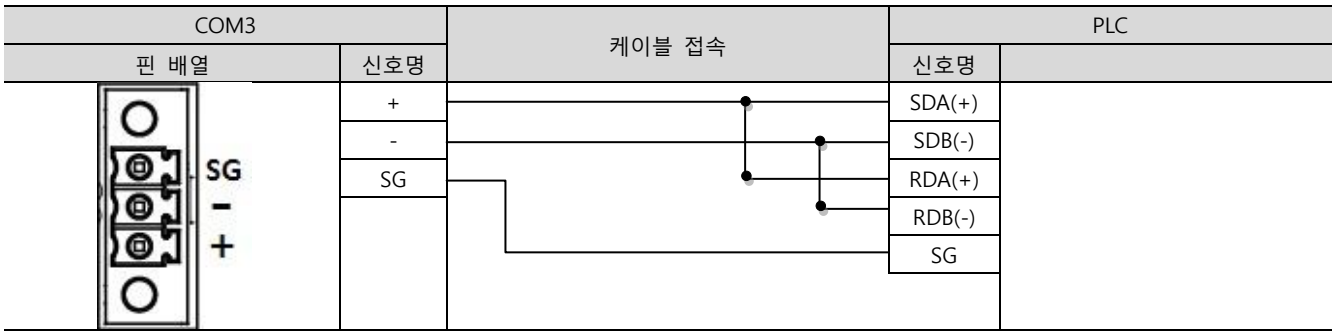 COM3
케이블 접속
PLC
핀 배열
신호명
신호명
+
SDA(+)
-
SDB(-)
SG
SG
RDA(+)
-
RDB(-)
+
SG